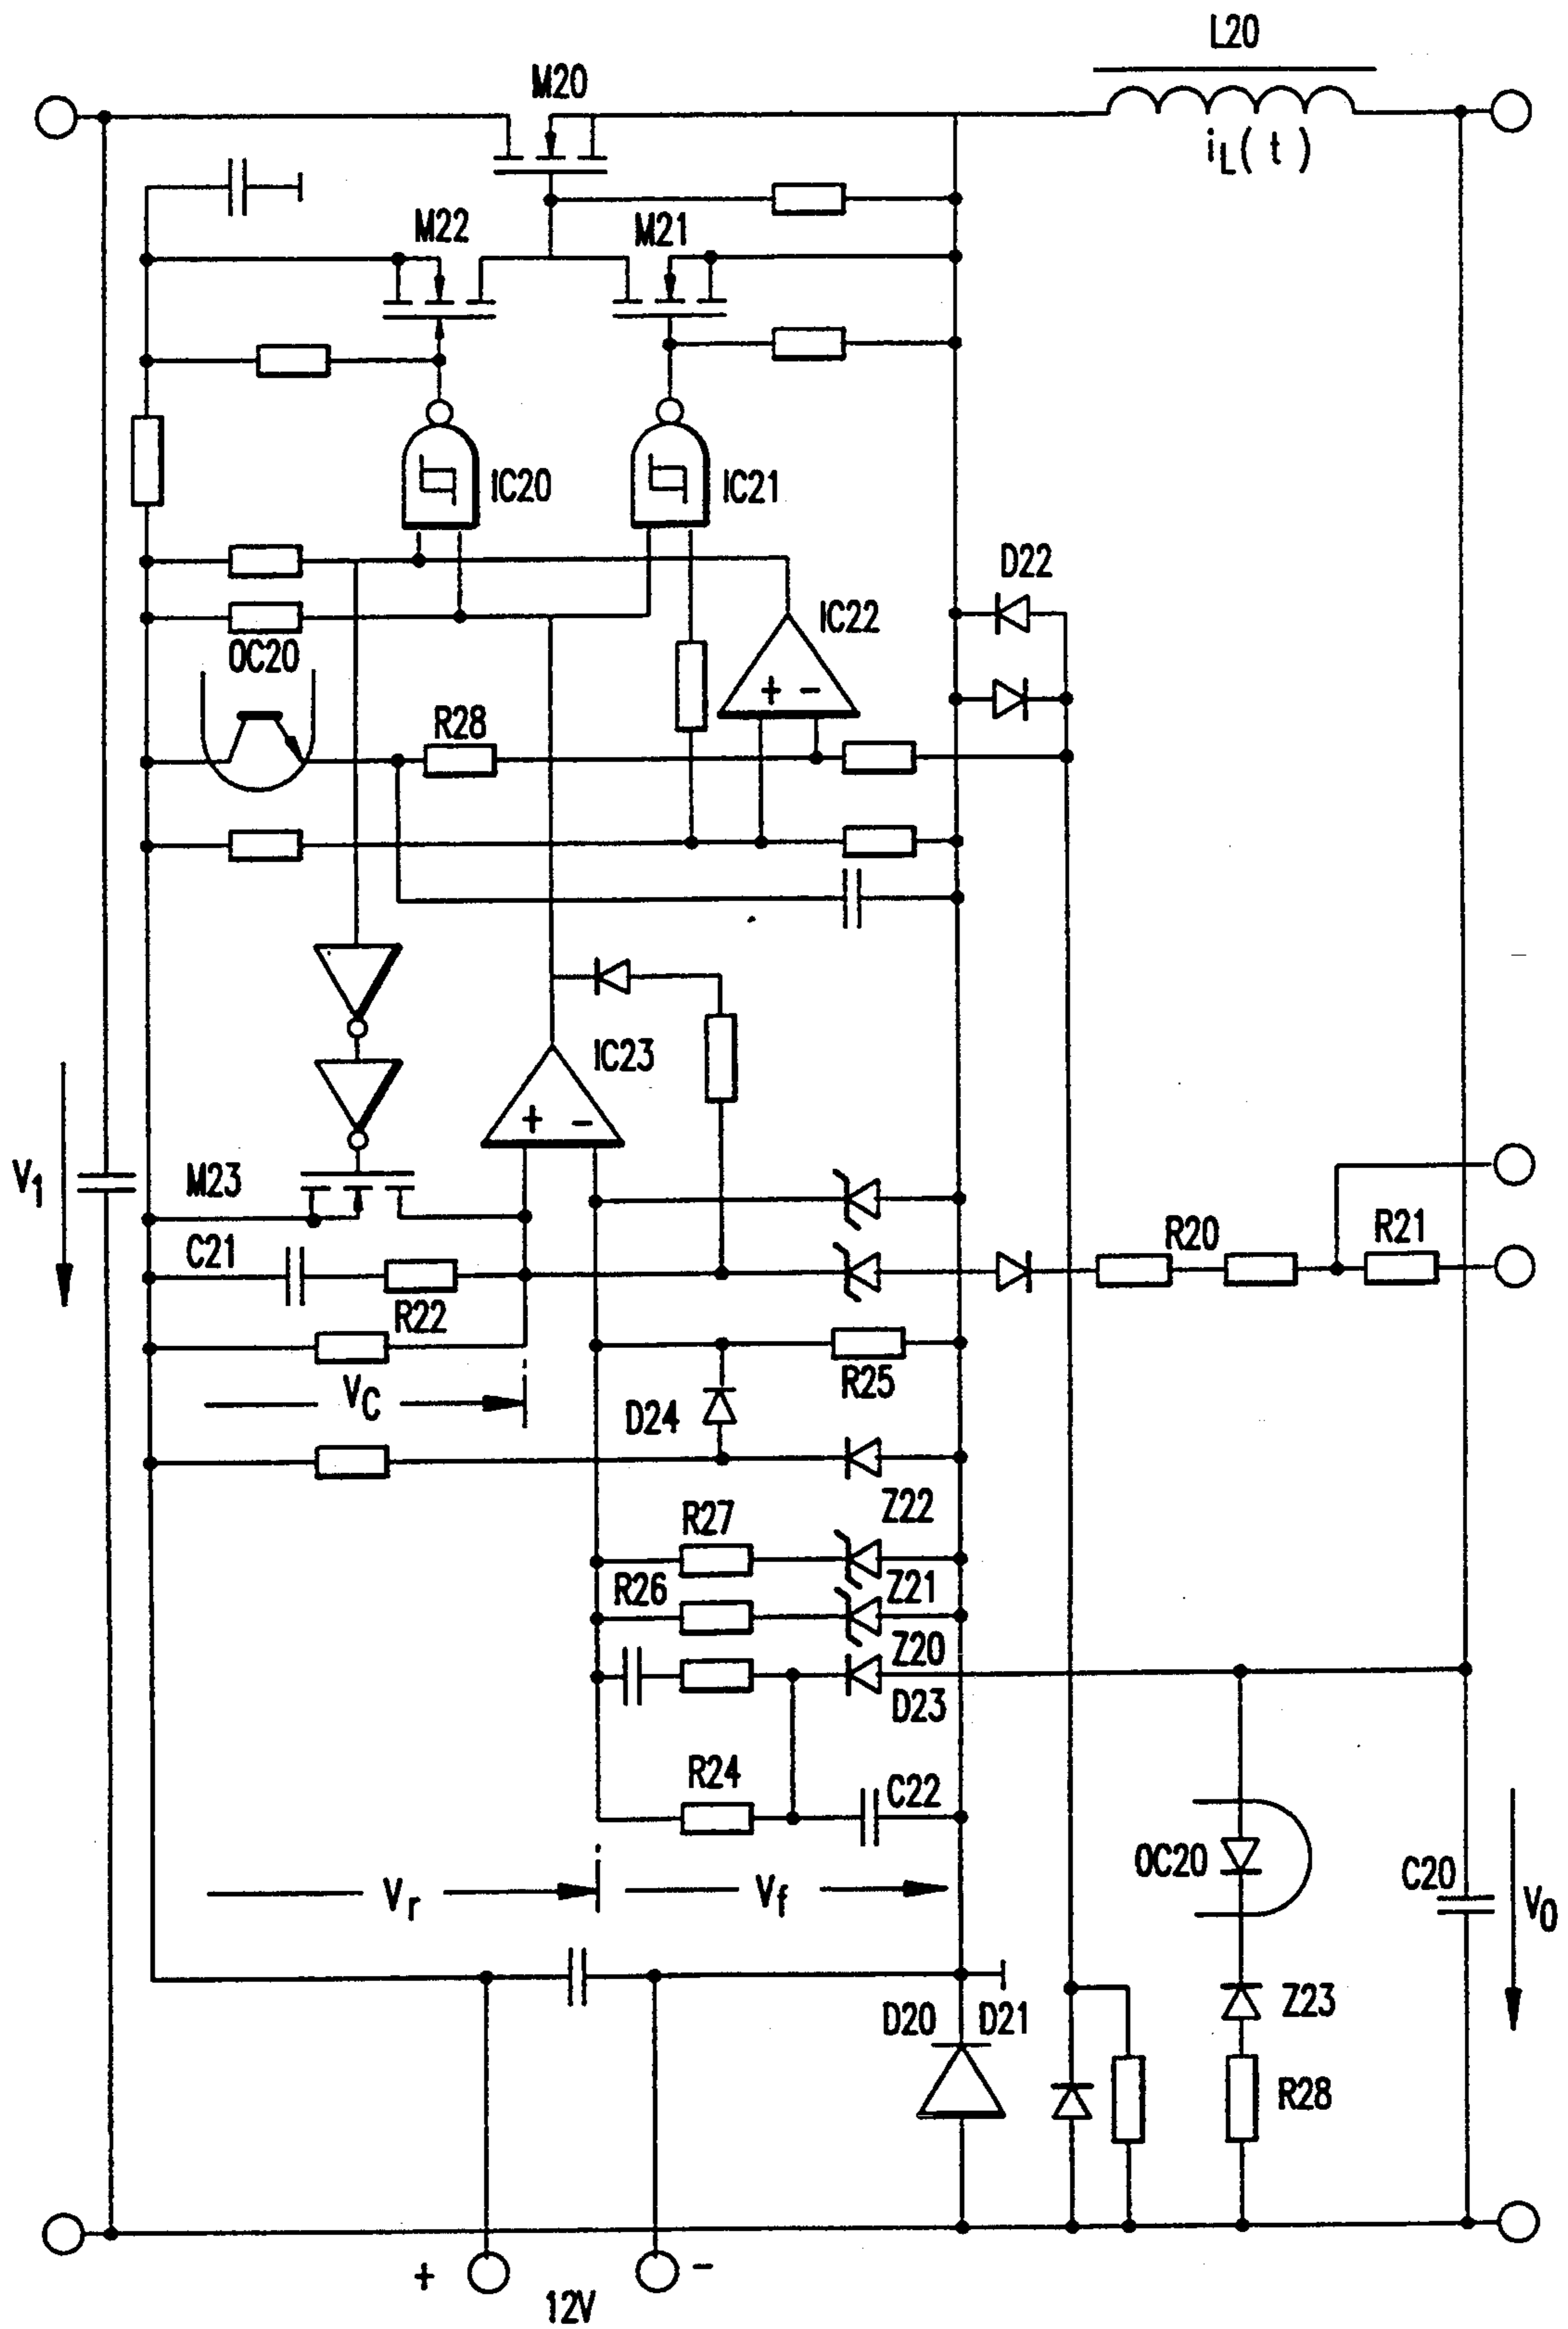 L20
M20
iL(t)
M22
M21
IC20
IC21
D22
IC22
OC20
+ -
R28
IC23
+ -
V1
M23
C21
R20
R21
R22
R25
VC
D24
Z22
R27
R26
Z21
Z20
D23
R24
C22
OC20
C20
Vr
Vf
V0
Z23
D20
D21
R28
+
-
12V